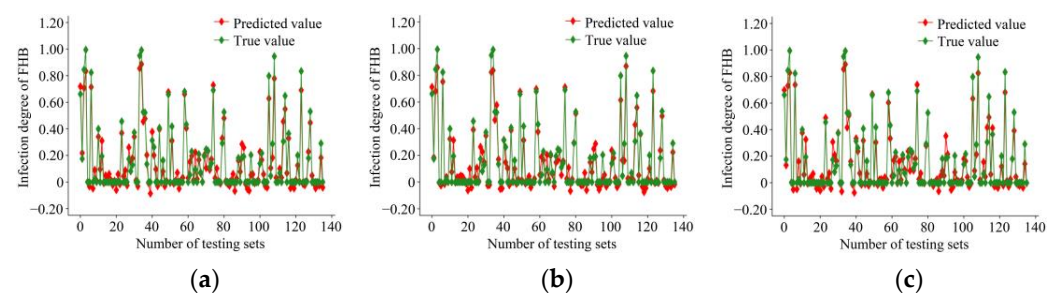 1.20
1.00
0.80
0.60
0.40
0.20
0
−0.20
Infection degree of FHB
Predicted value
True value
0 20 40 60 80 100 120 140
Number of testing sets
(a)
1.20
1.00
0.80
0.60
0.40
0.20
0
−0.20
Infection degree of FHB
Predicted value
True value
0 20 40 60 80 100 120 140
Number of testing sets
(b)
1.20
1.00
0.80
0.60
0.40
0.20
0
−0.20
Infection degree of FHB
Predicted value
True value
0 20 40 60 80 100 120 140
Number of testing sets
(c)